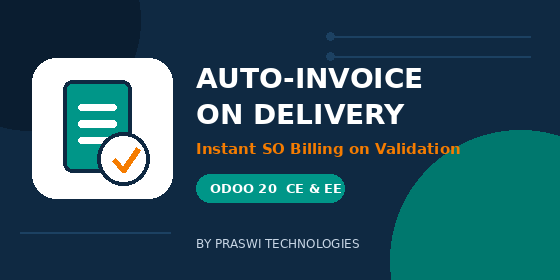 AUTO-INVOICE
ON DELIVERY
Instant SO Billing on Validation
ODOO 20  CE & EE
BY PRASWI TECHNOLOGIES